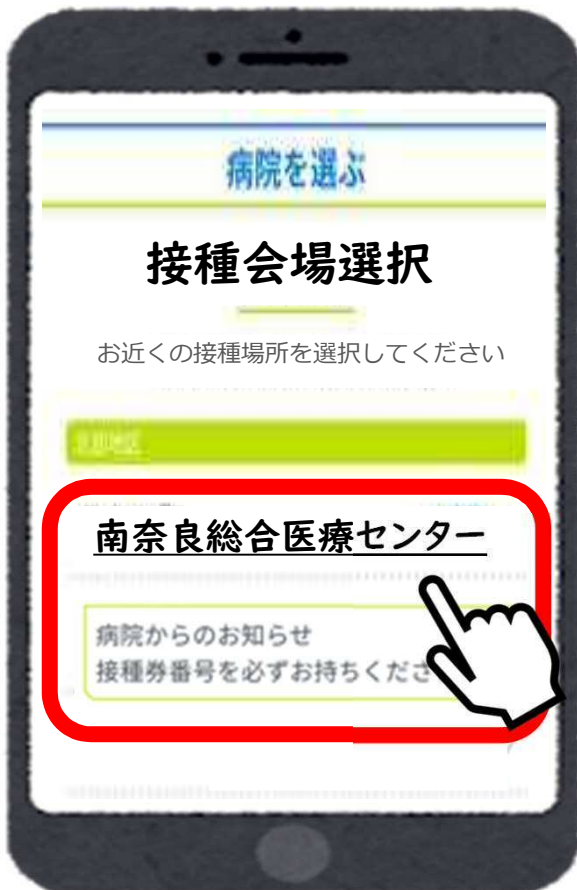 病院を選ぶ
接種会場選択
お近くの接種場所を選択してください
南奈良総合医療センター
病院からのお知らせ
接種券番号を必ずお持ちくださ